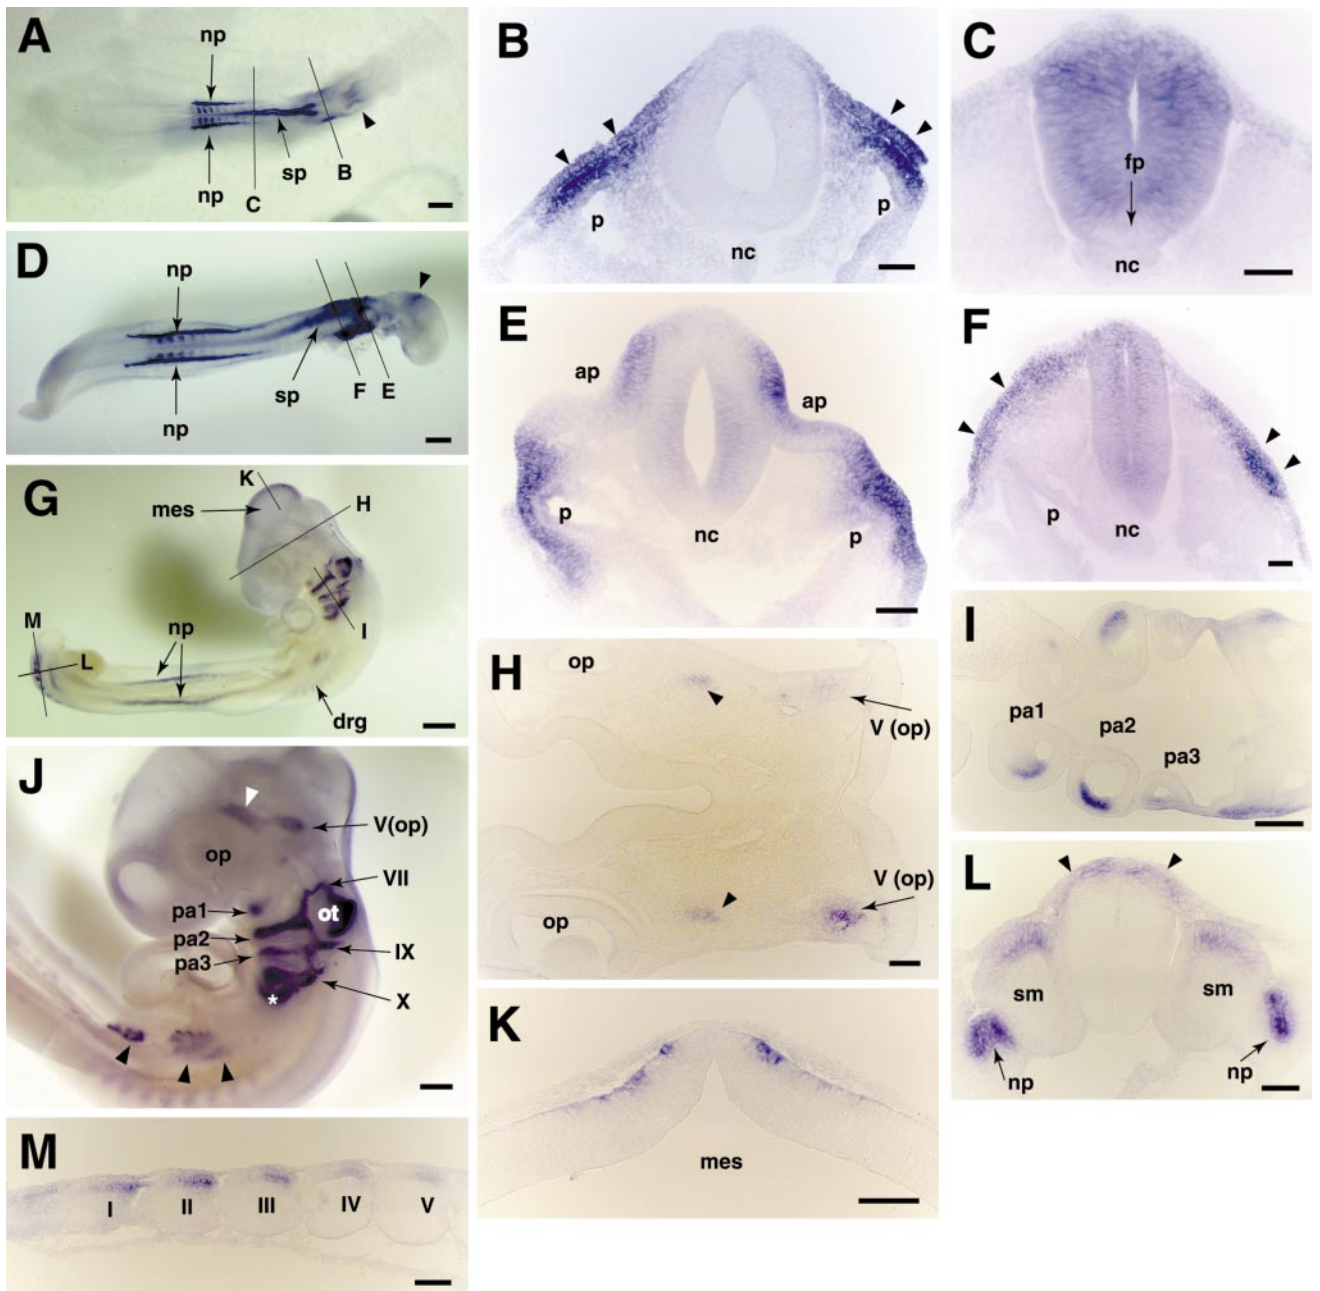 A
np
np
C
sp
B
B
p
p
nc
C
fp
nc
D
np
np
sp
F
E
E
ap
ap
p
p
nc
F
p
nc
G
K
mes
H
M
np
L
I
drg
H
op
V (op)
V (op)
op
I
pa1
pa2
pa3
J
V(op)
op
VII
pa1
ot
pa2
IX
pa3
X
*
K
mes
L
sm
sm
np
np
M
I
II
III
IV
V